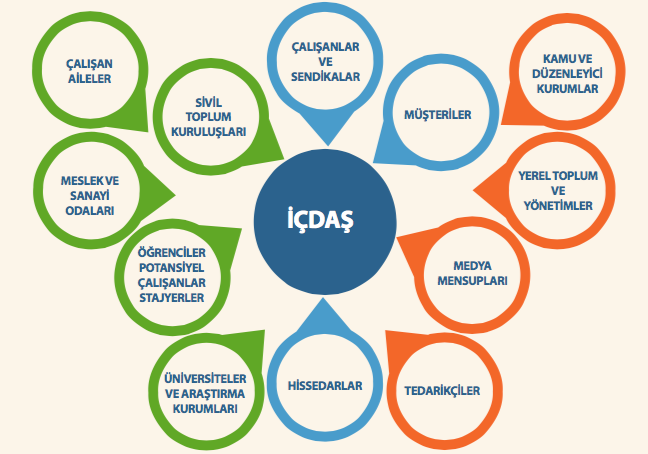 ÇALIŞAN
AİLELER
SİVİL
TOPLUM
KURULUŞLARI
ÇALIŞANLAR
VE
SENDİKALAR
MÜŞTERİLER
KAMU VE
DÜZENLEYİCİ
KURUMLAR
MESLEK VE
SANAYİ
ODALARI
İÇDAŞ
YEREL TOPLUM
VE
YÖNETİMLER
ÖĞRENCİLER
POTANSİYEL
ÇALIŞANLAR
STAJYERLER
MEDYA
MENSUPLARI
ÜNİVERSİTELER
VE ARAŞTIRMA
KURUMLARI
HİSSEDARLAR
TEDARİKÇİLER